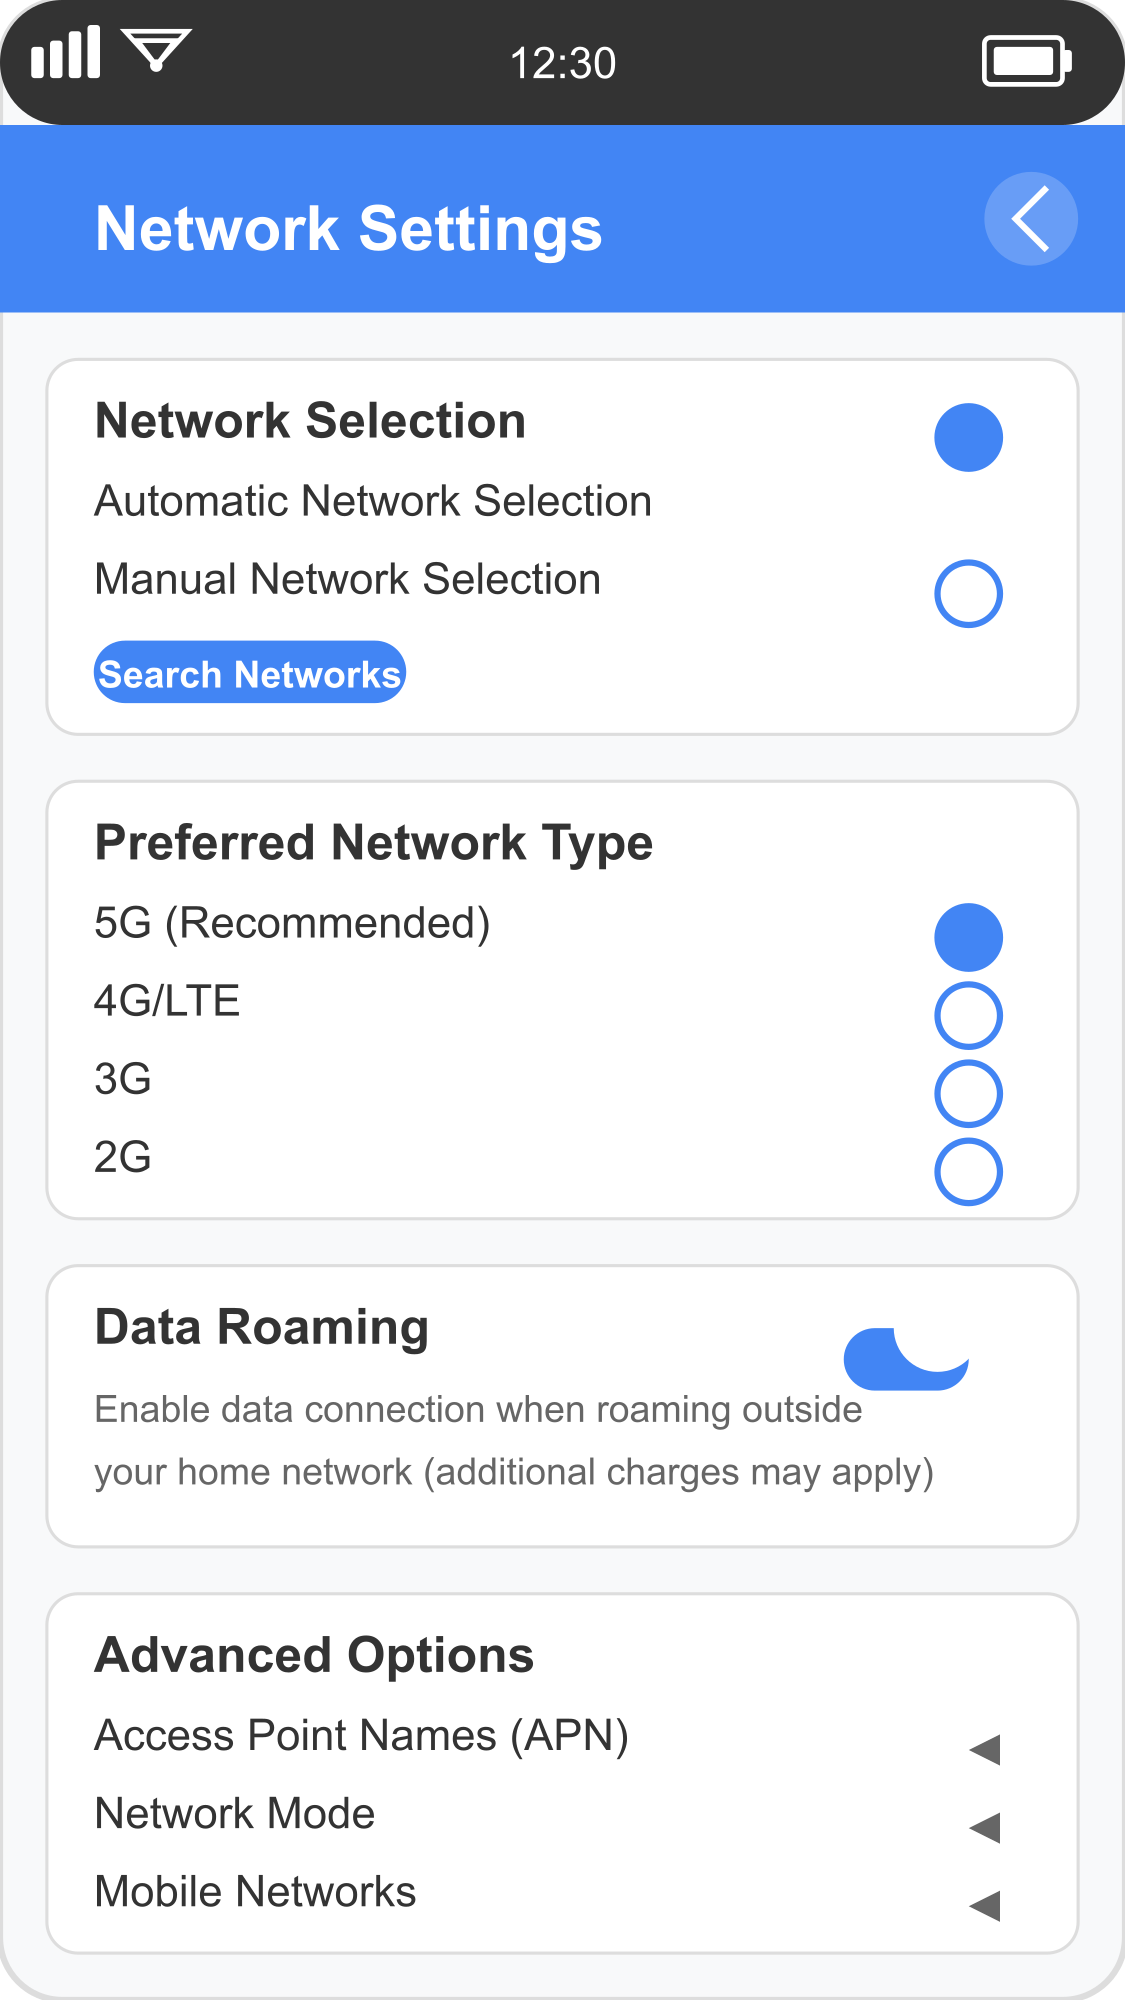 12:30
Network Settings
Network Selection
Automatic Network Selection
Manual Network Selection
Search Networks
Preferred Network Type
5G (Recommended)
4G/LTE
3G
2G
Data Roaming
Enable data connection when roaming outside
your home network (additional charges may apply)
Advanced Options
Access Point Names (APN)
Network Mode
Mobile Networks